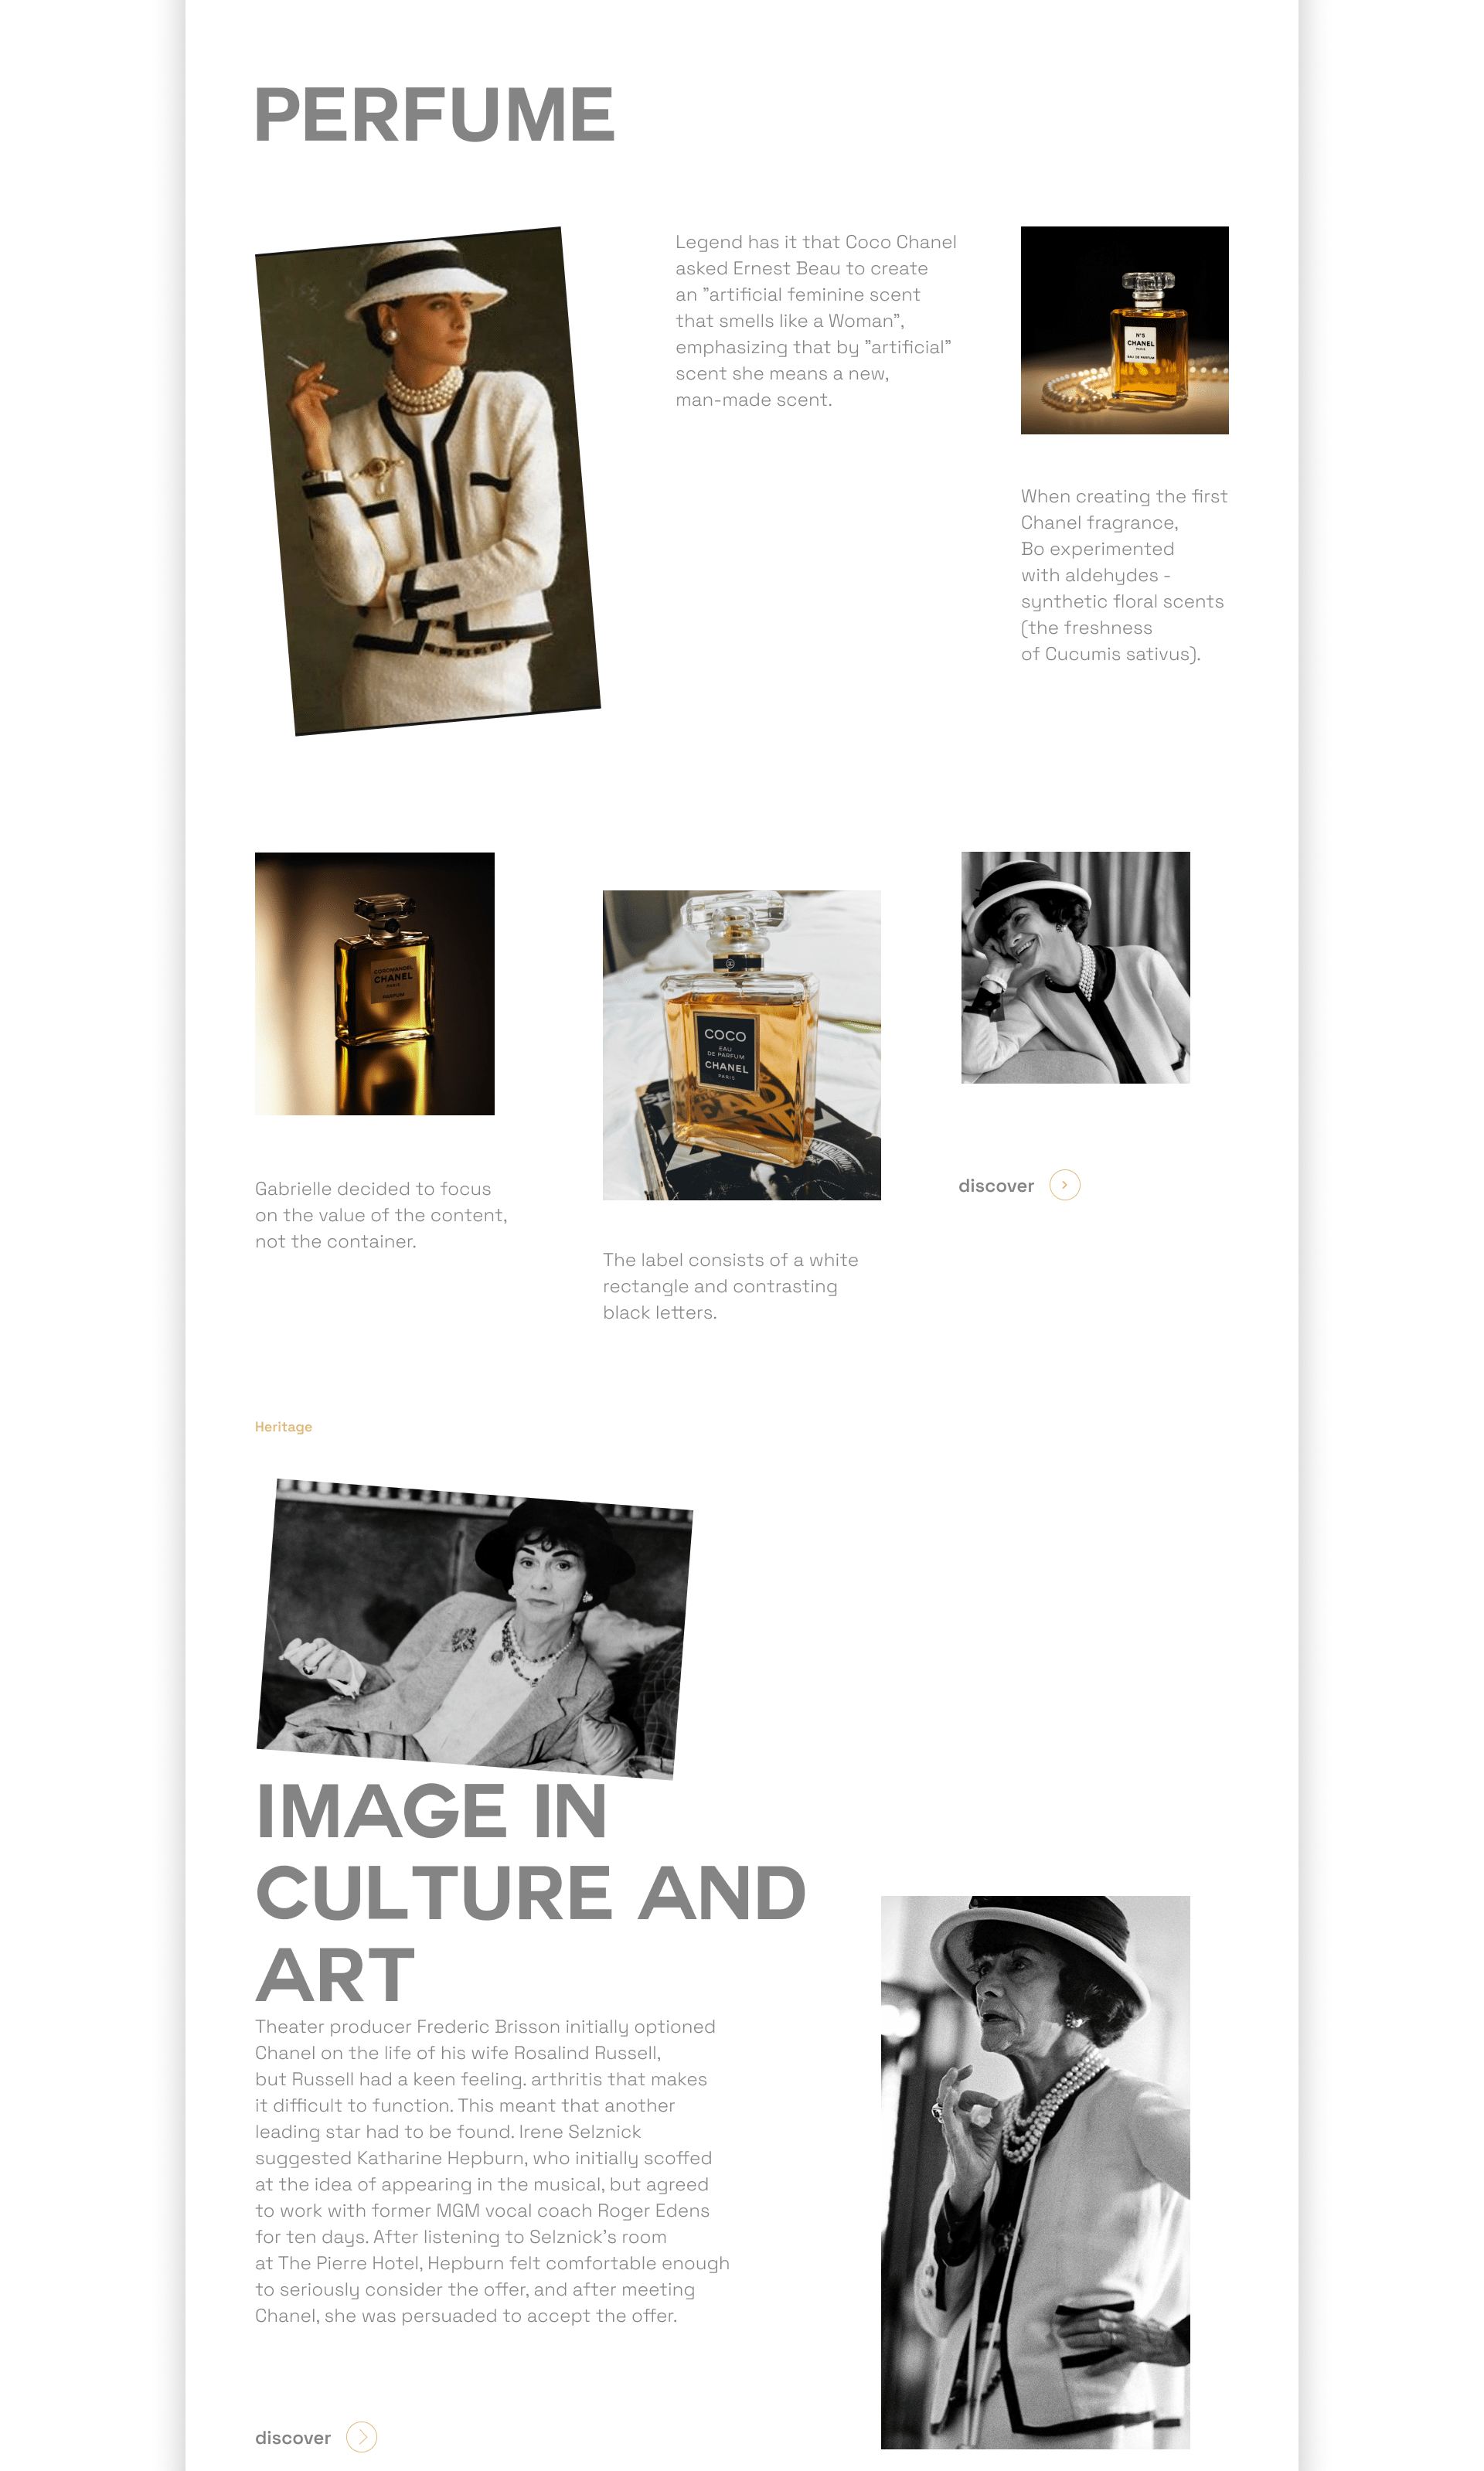 PERFUME
Legend has it that Coco Chanel
asked Ernest Beau to create
an ”artificial feminine scent
that smells like a Woman”,
emphasizing that by ”artificial”
scent she means a new,
man-made scent.
N°5
CHANEL
PARIS
EAU DE PARFUM
When creating the first
Chanel fragrance,
Bo experimented
with aldehydes -
synthetic floral scents
(the freshness
of Cucumis sativus).
COROMANDEL
CHANEL
PARIS
PARFUM
Gabrielle decided to focus
on the value of the content,
not the container.
COCO
EAU
DE PARFUM
CHANEL
PARIS
The label consists of a white
rectangle and contrasting
black letters.
discover
Heritage
IMAGE IN
CULTURE AND
ART
Theater producer Frederic Brisson initially optioned
Chanel on the life of his wife Rosalind Russell,
but Russell had a keen feeling. arthritis that makes
it difficult to function. This meant that another
leading star had to be found. Irene Selznick
suggested Katharine Hepburn, who initially scoffed
at the idea of appearing in the musical, but agreed
to work with former MGM vocal coach Roger Edens
for ten days. After listening to Selznick’s room
at The Pierre Hotel, Hepburn felt comfortable enough
to seriously consider the offer, and after meeting
Chanel, she was persuaded to accept the offer.
discover